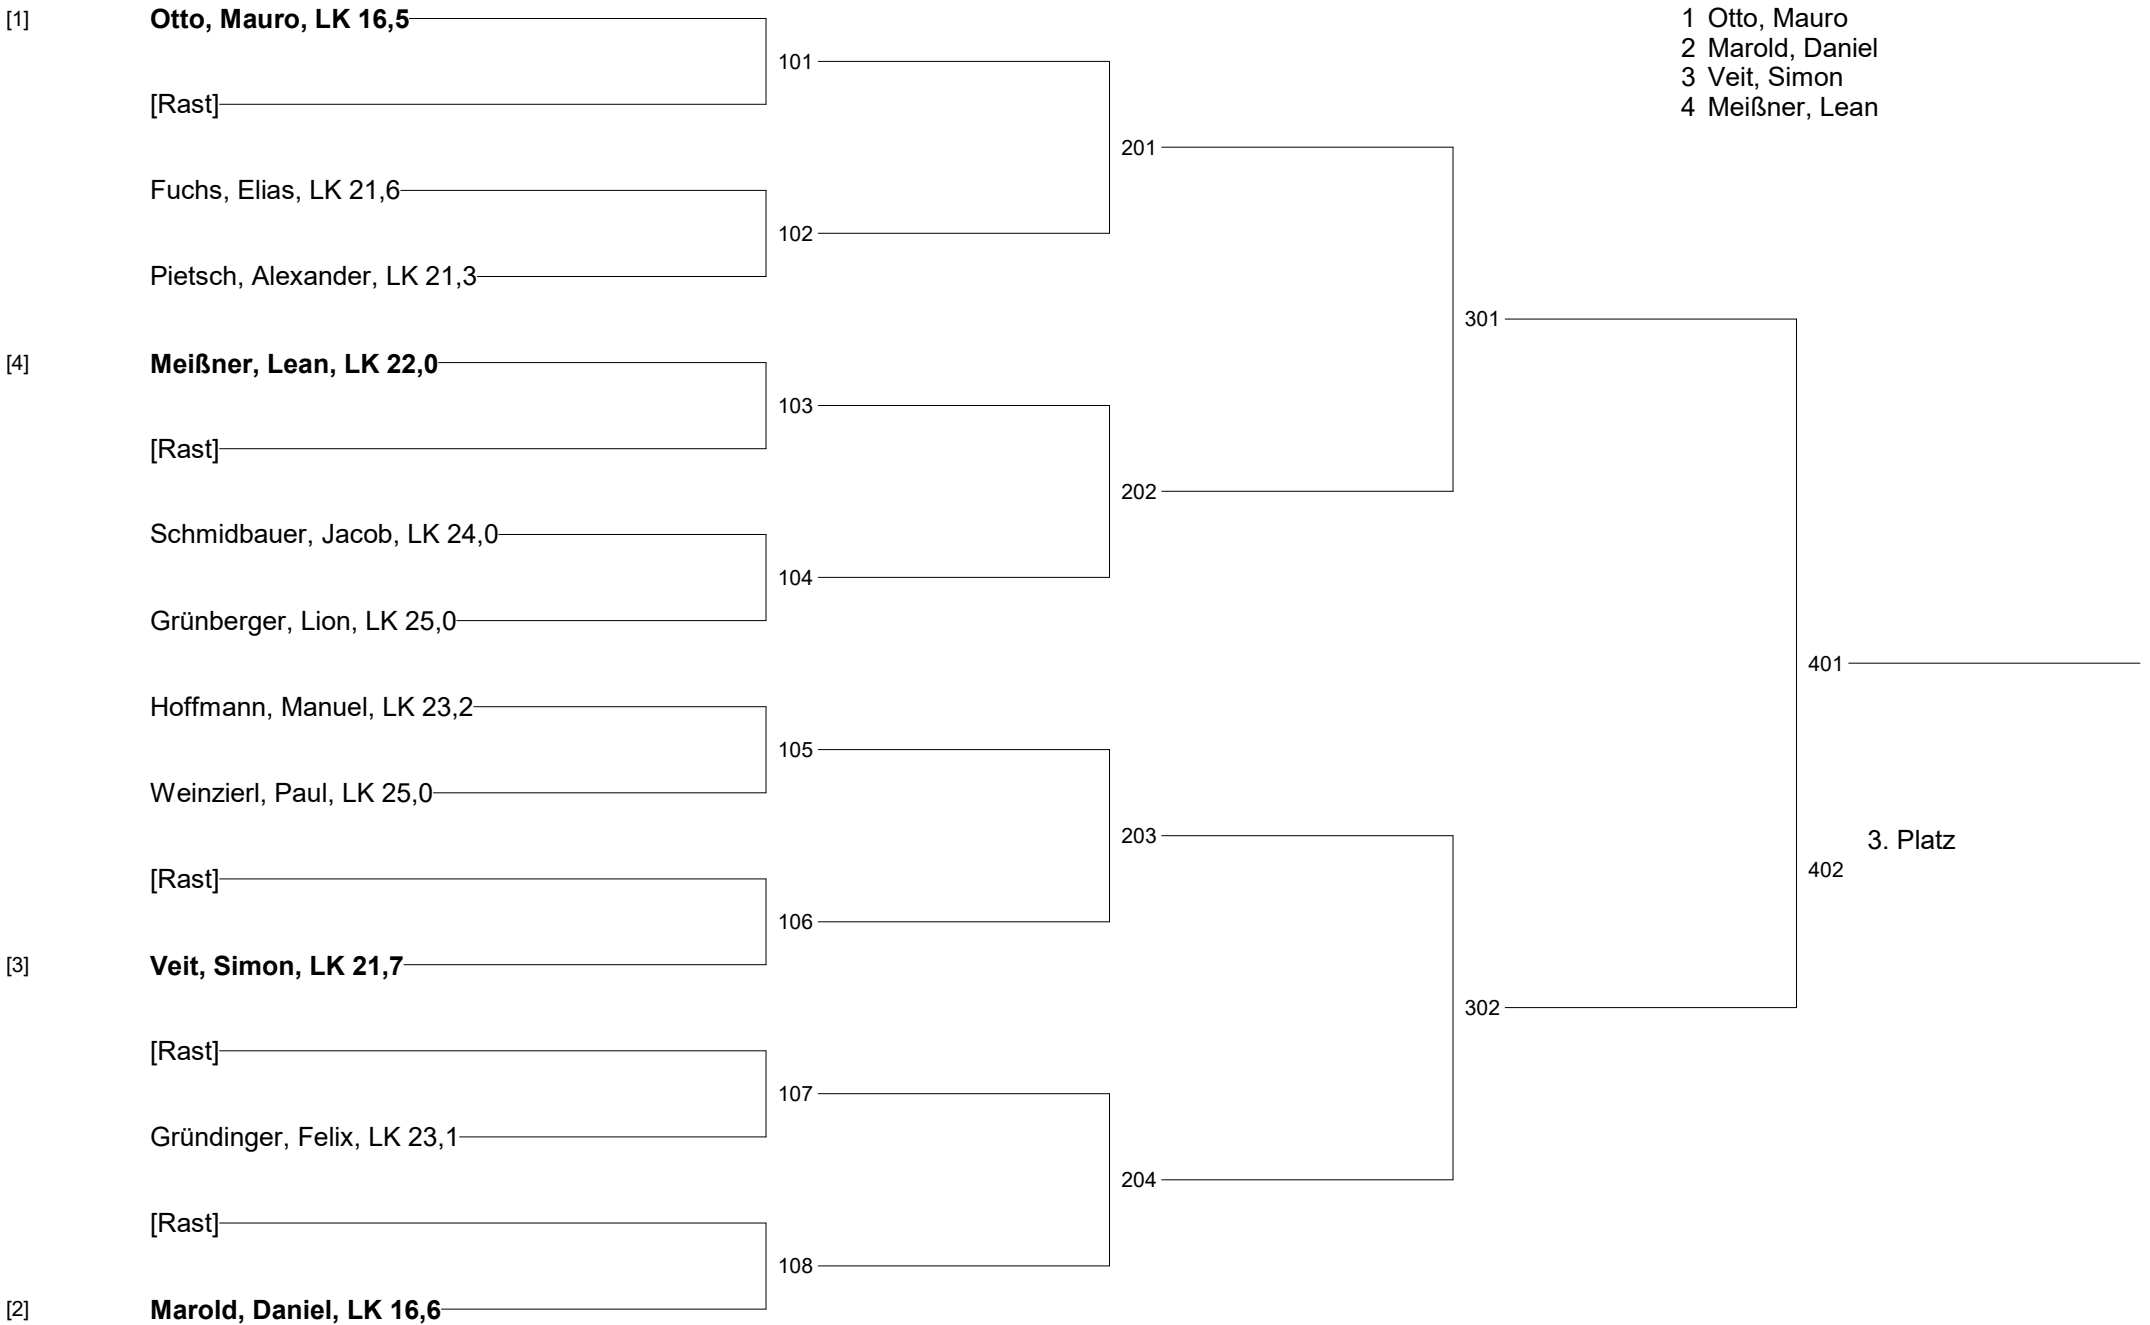 [1] Otto, Mauro, LK 16,5
1 Otto, Mauro
2 Marold, Daniel
3 Veit, Simon
4 Meißner, Lean
101
[Rast]
201
Fuchs, Elias, LK 21,6
102
Pietsch, Alexander, LK 21,3
301
[4] Meißner, Lean, LK 22,0
103
[Rast]
202
Schmidbauer, Jacob, LK 24,0
104
Grünberger, Lion, LK 25,0
401
Hoffmann, Manuel, LK 23,2
105
Weinzierl, Paul, LK 25,0
203
3. Platz
402
[Rast]
106
[3] Veit, Simon, LK 21,7
302
[Rast]
107
Gründinger, Felix, LK 23,1
204
[Rast]
108
[2] Marold, Daniel, LK 16,6